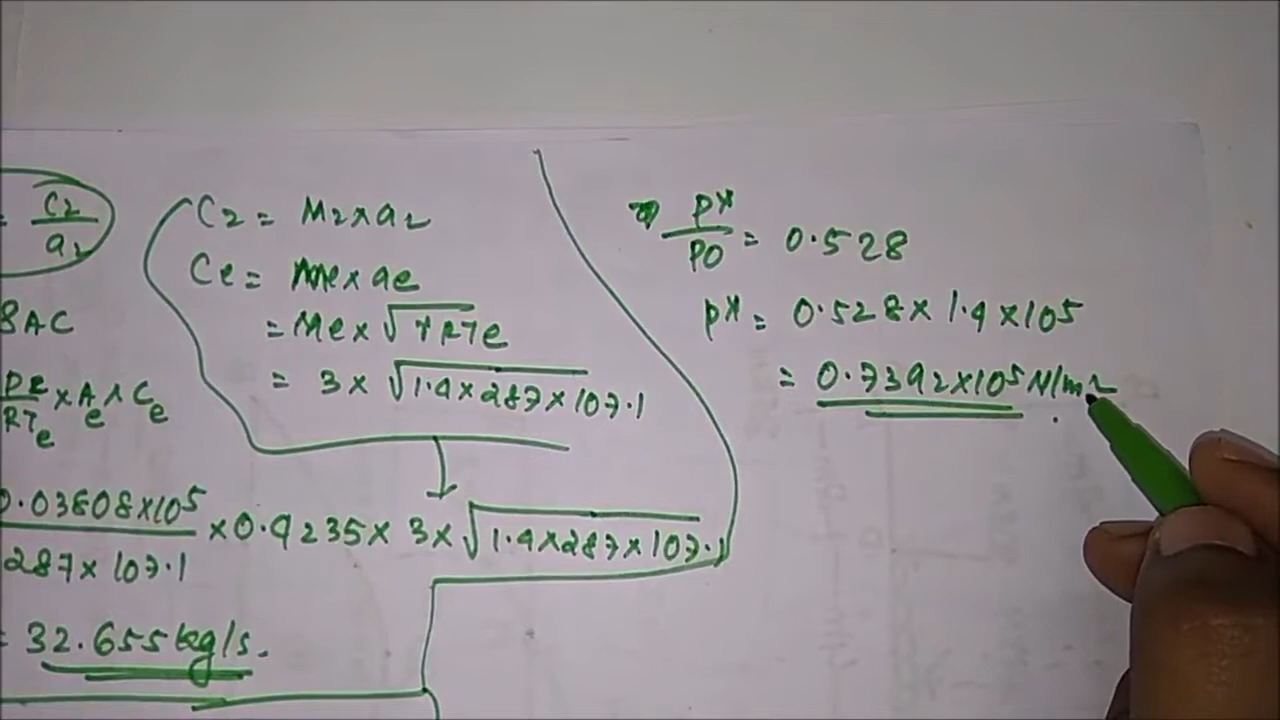 = C2/a2
8AC
PE/RTe × Ae × Ce
0.03808×10⁵/287×107.1 ×0.4235× 3×√1.4×287×107.1
= 32.655 kg/s.
C2 = M2×a2
Ce = Me×ae
= Me×√γRTe
= 3×√1.4×287×107.1
⇒ P*/P0 = 0.528
P* = 0.528×1.4×10⁵
= 0.7392×10⁵ N/m²